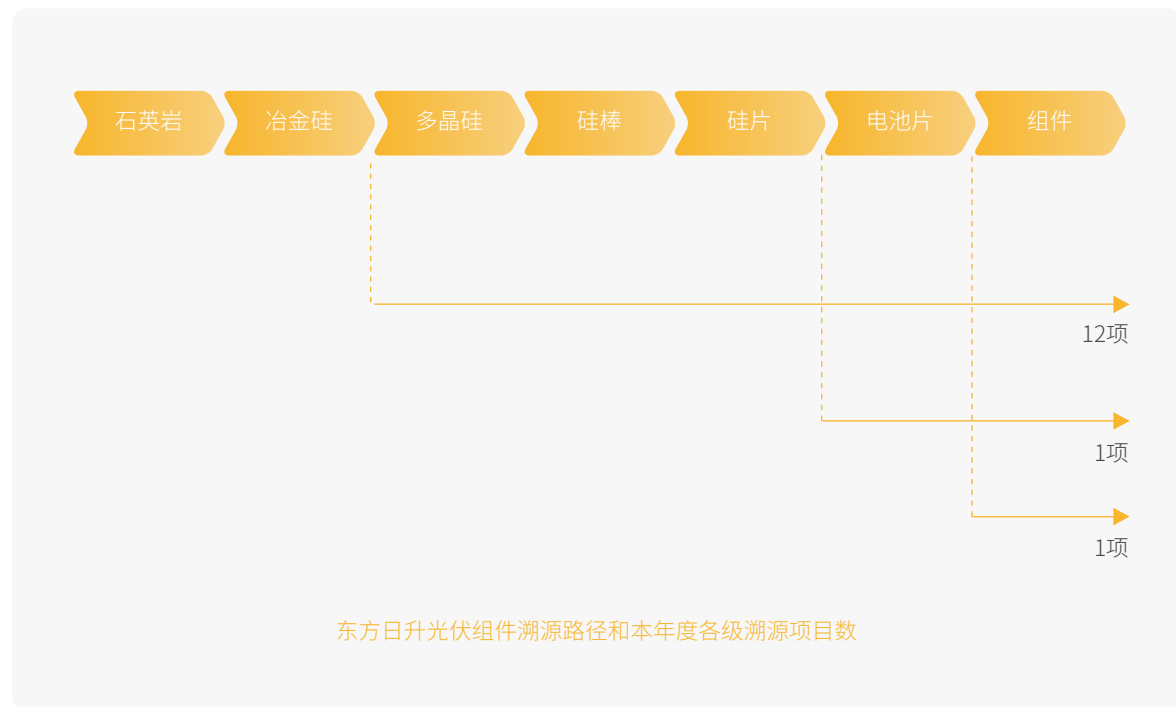 石英岩
冶金硅
多晶硅
硅棒
硅片
电池片
组件
12项
1项
1项
东方日升光伏组件溯源路径和本年度各级溯源项目数